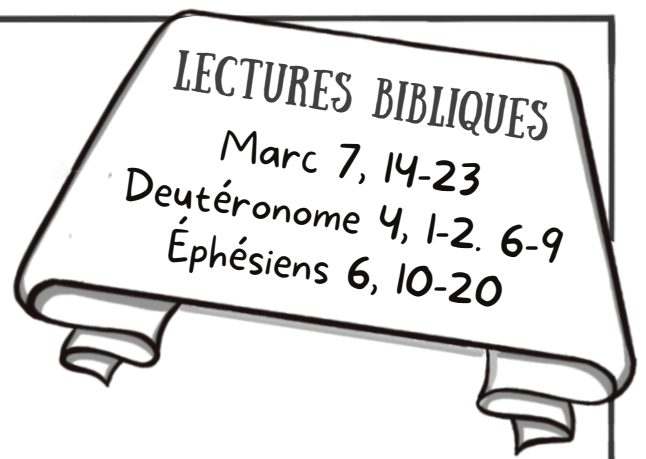 LECTURES BIBLIQUES
Marc 7, 14-23
Deutéronome 4, 1-2. 6-9
Éphésiens 6, 10-20